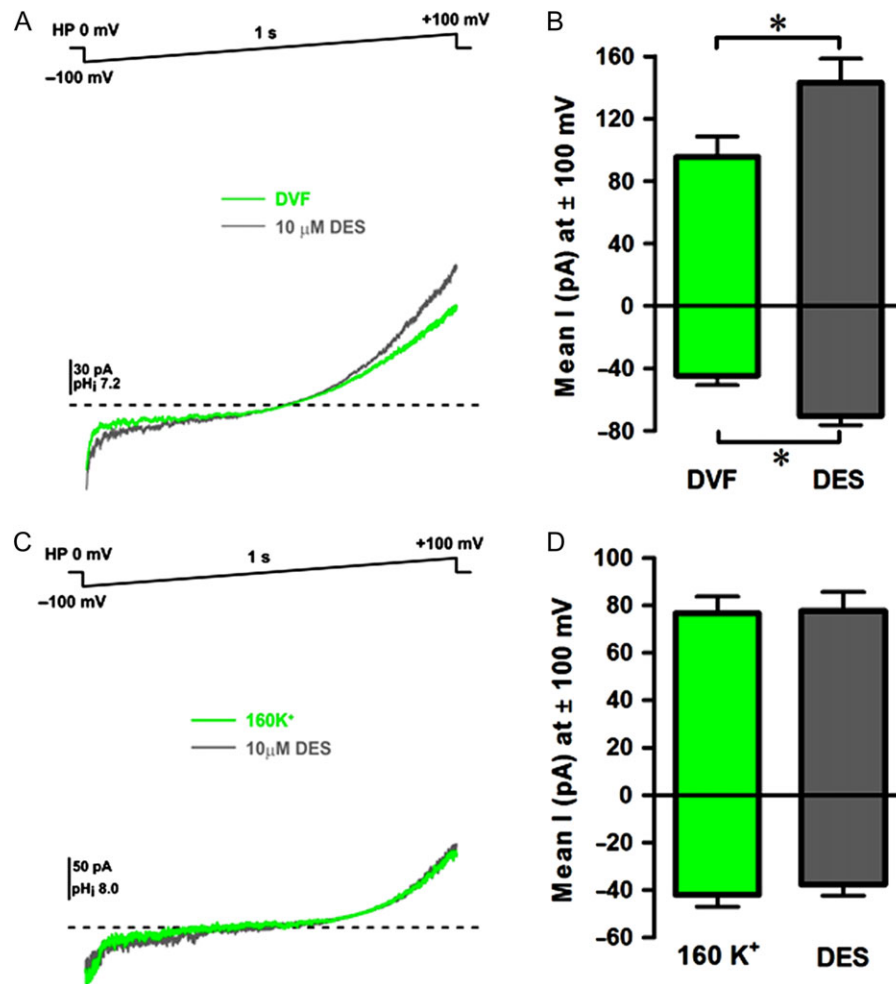 A
HP 0 mV
1 s
+100 mV
–100 mV
DVF
10 µM DES
30 pA
pHi 7.2
B
*
160
120
80
40
0
–40
–80
Mean I (pA) at ± 100 mV
*
DVF
DES
C
HP 0 mV
1 s
+100 mV
–100 mV
160K⁺
10µM DES
50 pA
pHi 8.0
D
100
80
60
40
20
0
–20
–40
–60
Mean I (pA) at ± 100 mV
160 K⁺
DES